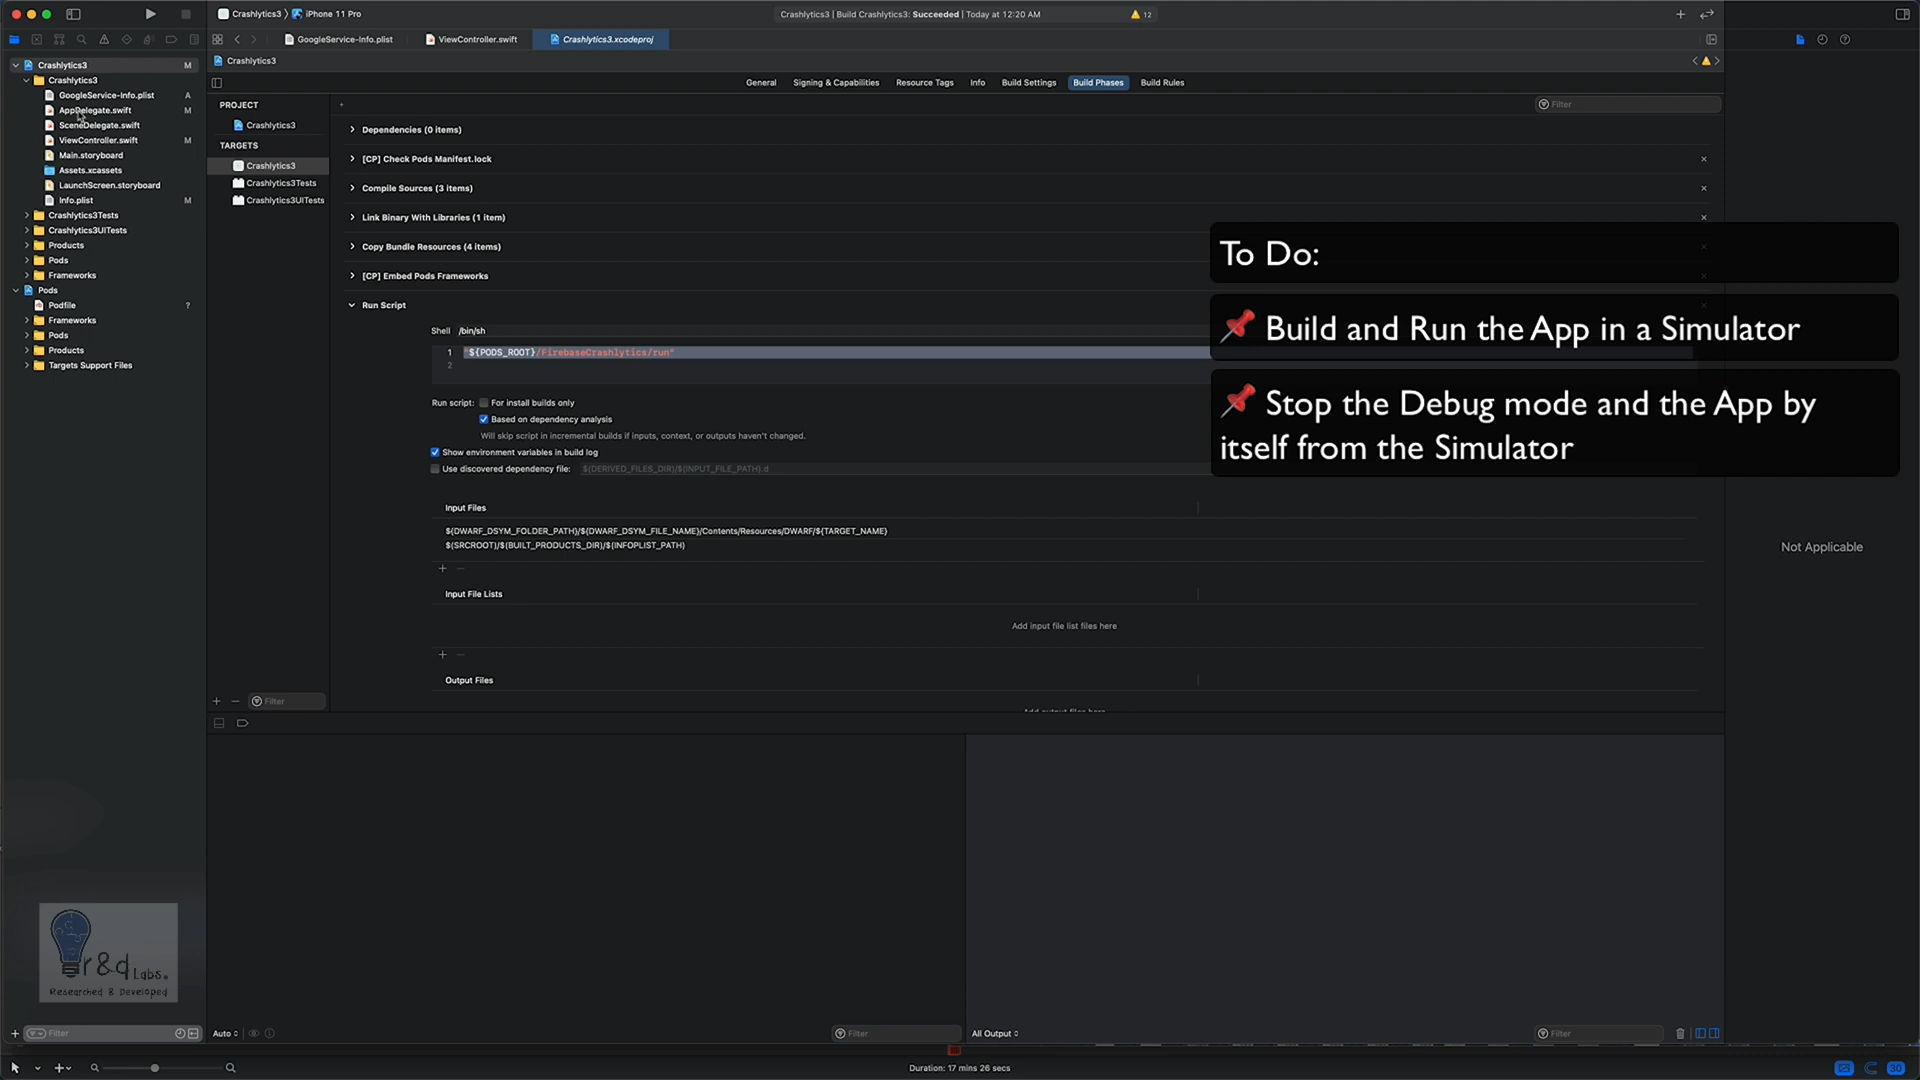 Crashlytics3 〉 iPhone 11 Pro
Crashlytics3 | Build Crashlytics3: Succeeded | Today at 12:20 AM
12
GoogleService-Info.plist
ViewController.swift
Crashlytics3.xcodeproj
Crashlytics3
General
Signing & Capabilities
Resource Tags
Info
Build Settings
Build Phases
Build Rules
Crashlytics3 M
Crashlytics3
GoogleService-Info.plist A
AppDelegate.swift M
SceneDelegate.swift
ViewController.swift M
Main.storyboard
Assets.xcassets
LaunchScreen.storyboard
Info.plist M
Crashlytics3Tests
Crashlytics3UITests
Products
Pods
Frameworks
Pods
Podfile ?
Frameworks
Pods
Products
Targets Support Files
PROJECT
Crashlytics3
TARGETS
Crashlytics3
Crashlytics3Tests
Crashlytics3UITests
Filter
Filter
Dependencies (0 items)
[CP] Check Pods Manifest.lock
Compile Sources (3 items)
Link Binary With Libraries (1 item)
Copy Bundle Resources (4 items)
[CP] Embed Pods Frameworks
Run Script
Shell /bin/sh
1 "${PODS_ROOT}/FirebaseCrashlytics/run"
2
Run script: For install builds only
Based on dependency analysis
Will skip script in incremental builds if inputs, context, or outputs haven't changed.
Show environment variables in build log
Use discovered dependency file: $(DERIVED_FILES_DIR)/$(INPUT_FILE_PATH).d
Input Files
${DWARF_DSYM_FOLDER_PATH}/${DWARF_DSYM_FILE_NAME}/Contents/Resources/DWARF/${TARGET_NAME}
$(SRCROOT)/$(BUILT_PRODUCTS_DIR)/$(INFOPLIST_PATH)
Input File Lists
Add input file list files here
Output Files
Add output files here
To Do:
📌 Build and Run the App in a Simulator
📌 Stop the Debug mode and the App by
itself from the Simulator
Not Applicable
r&d Labs.
Researched & Developed
Filter
Auto
Filter
All Output
Filter
Duration: 17 mins 26 secs
30